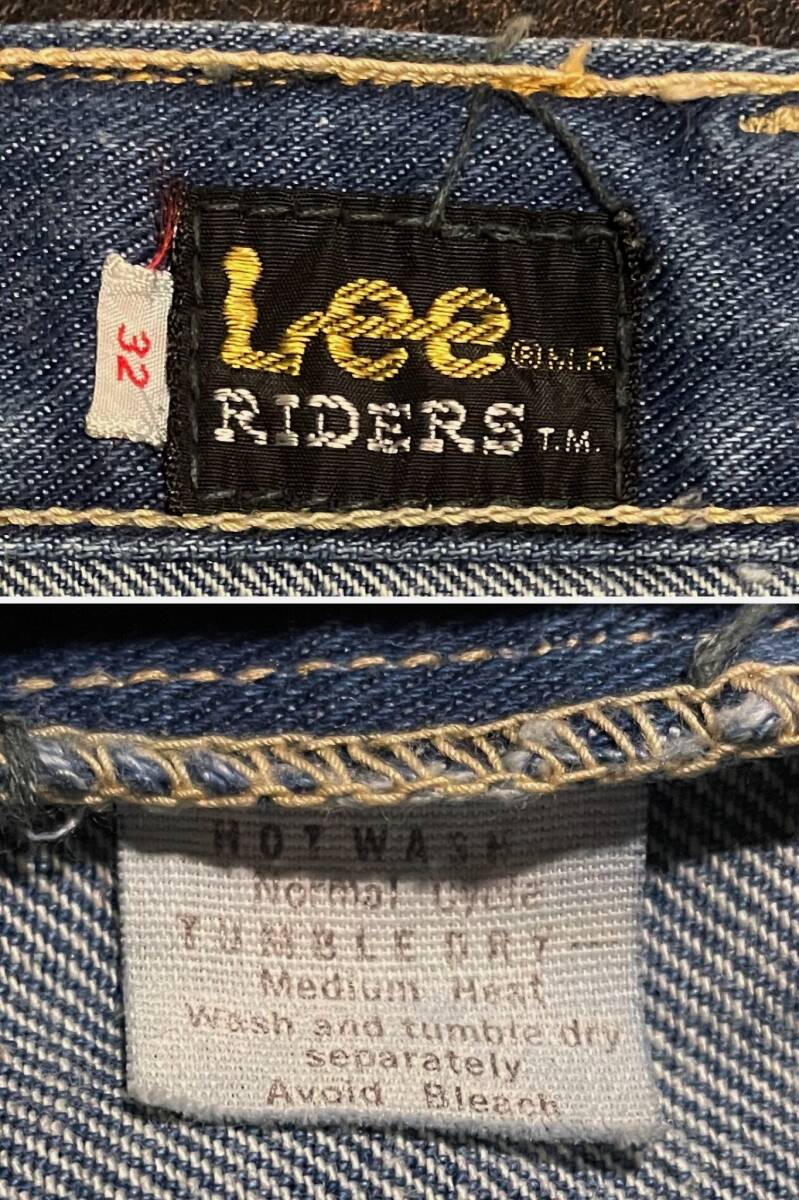 Lee ® M.R.
RIDERS T.M.
32
HOT WASH
Normal Cycle
TUMBLE DRY—
Medium Heat
Wash and tumble dry
separately
Avoid Bleach